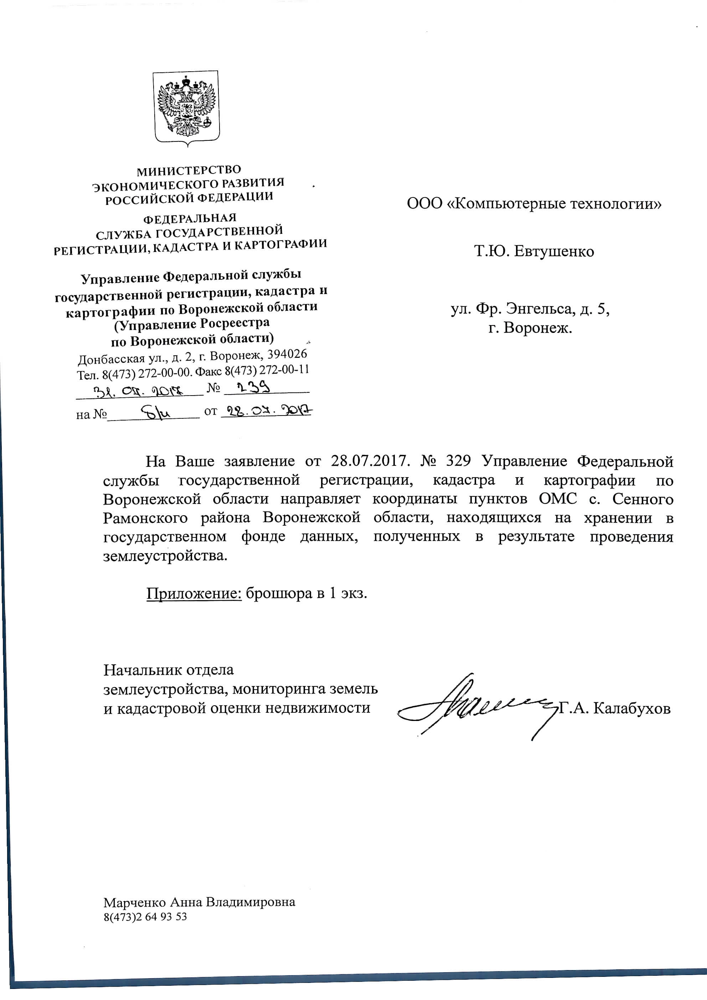 МИНИСТЕРСТВО
ЭКОНОМИЧЕСКОГО РАЗВИТИЯ
РОССИЙСКОЙ ФЕДЕРАЦИИ
ФЕДЕРАЛЬНАЯ
СЛУЖБА ГОСУДАРСТВЕННОЙ
РЕГИСТРАЦИИ, КАДАСТРА И КАРТОГРАФИИ
Управление Федеральной службы
государственной регистрации, кадастра и
картографии по Воронежской области
(Управление Росреестра
по Воронежской области)
Донбасская ул., д. 2, г. Воронеж, 394026
Тел. 8(473) 272-00-00. Факс 8(473) 272-00-11
31. 07. 2017 № 239
на № б/н от 28. 07. 2017
ООО «Компьютерные технологии»
Т.Ю. Евтушенко
ул. Фр. Энгельса, д. 5,
г. Воронеж.
На Ваше заявление от 28.07.2017. № 329 Управление Федеральной
службы государственной регистрации, кадастра и картографии по
Воронежской области направляет координаты пунктов ОМС с. Сенного
Рамонского района Воронежской области, находящихся на хранении в
государственном фонде данных, полученных в результате проведения
землеустройства.
Приложение: брошюра в 1 экз.
Начальник отдела
землеустройства, мониторинга земель
и кадастровой оценки недвижимости Г.А. Калабухов
Марченко Анна Владимировна
8(473)2 64 93 53